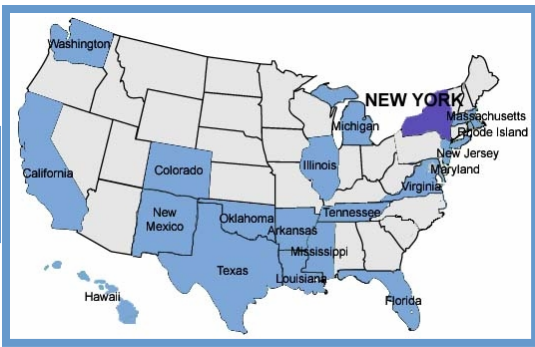 Washington
NEW YORK
Massachusetts
Rhode Island
Michigan
New Jersey
Illinois
Maryland
California
Colorado
Virginia
New
Mexico
Oklahoma
Tennessee
Arkansas
Mississippi
Texas
Louisiana
Hawaii
Florida